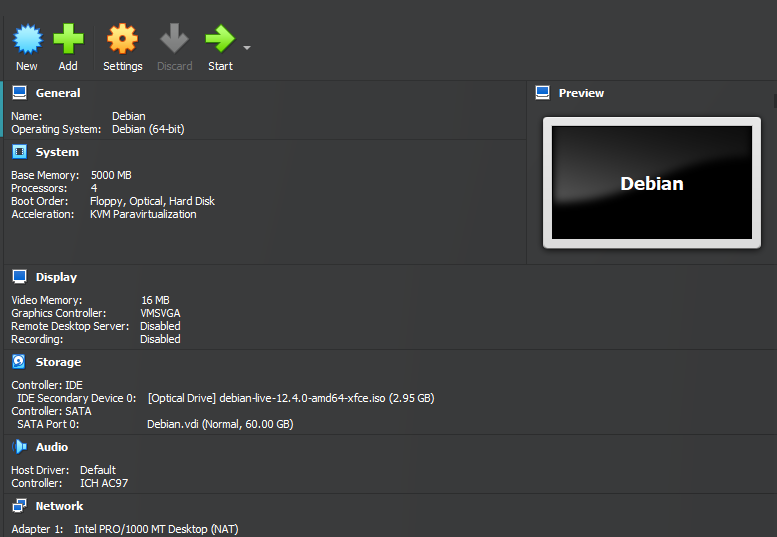 New Add Settings Discard Start
General
Name: Debian
Operating System: Debian (64-bit)
Preview
Debian
System
Base Memory: 5000 MB
Processors: 4
Boot Order: Floppy, Optical, Hard Disk
Acceleration: KVM Paravirtualization
Display
Video Memory: 16 MB
Graphics Controller: VMSVGA
Remote Desktop Server: Disabled
Recording: Disabled
Storage
Controller: IDE
IDE Secondary Device 0: [Optical Drive] debian-live-12.4.0-amd64-xfce.iso (2.95 GB)
Controller: SATA
SATA Port 0: Debian.vdi (Normal, 60.00 GB)
Audio
Host Driver: Default
Controller: ICH AC97
Network
Adapter 1: Intel PRO/1000 MT Desktop (NAT)